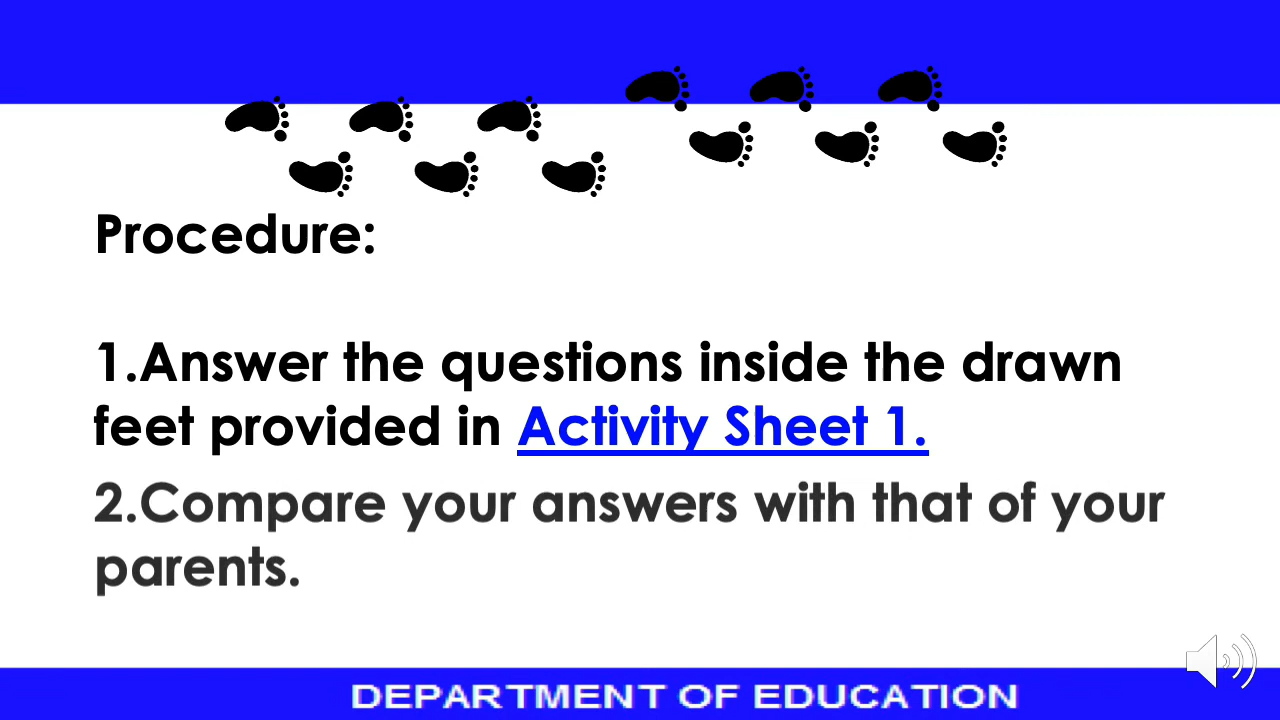 Procedure:
1.Answer the questions inside the drawn
feet provided in Activity Sheet 1.
2.Compare your answers with that of your
parents.
DEPARTMENT OF EDUCATION